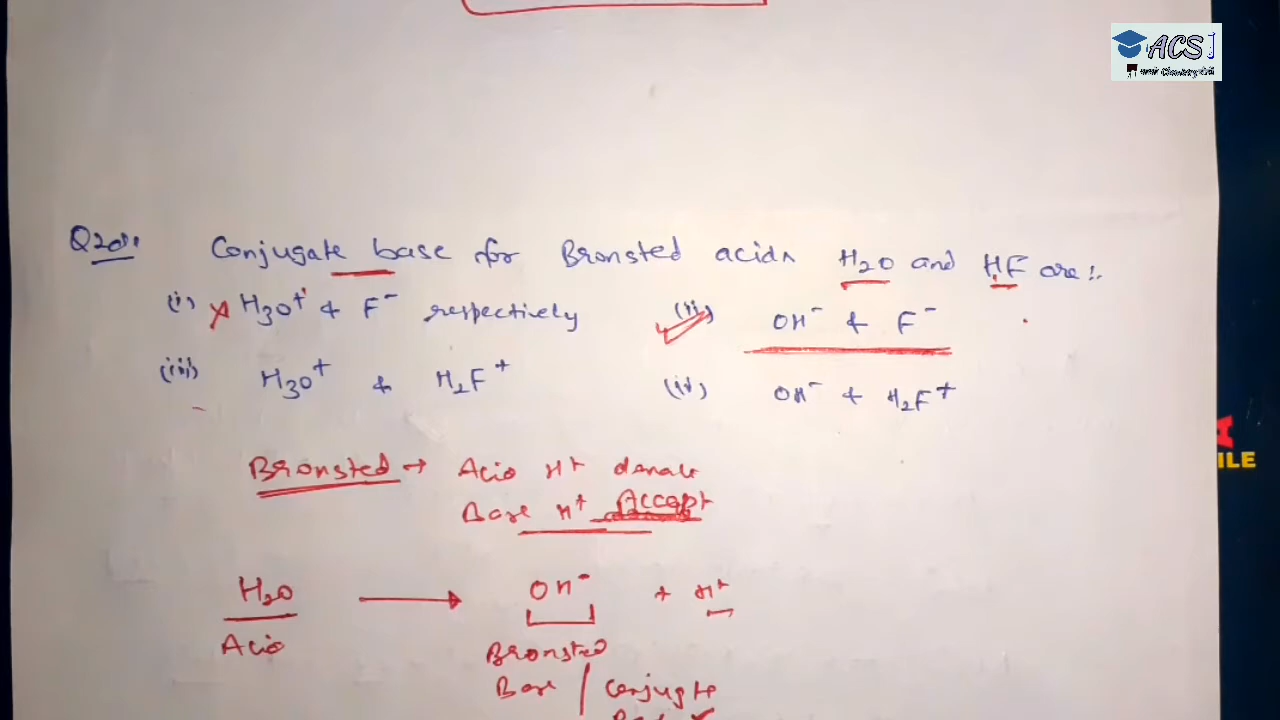 ACS
Q20:
Conjugate base for Bronsted acids H2O and HF are:
(i) H3O+ & F- respectively
(ii) OH- & F-
(iii) H3O+ & H2F+
(iv) OH- & H2F+
Bronsted → Acid H+ donate
Base H+ Accept
H2O → OH- + H+
Acid
Bronsted
Base / Conjugate